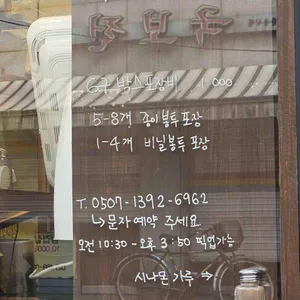 6구 박스포장비 1,000
5-8개 종이봉투 포장
1-4개 비닐봉투 포장
T. 0507-1392-6962
↳ 문자예약 주세요
오전 10:30 - 오후 3:50 픽업가능
시나몬 가루 →